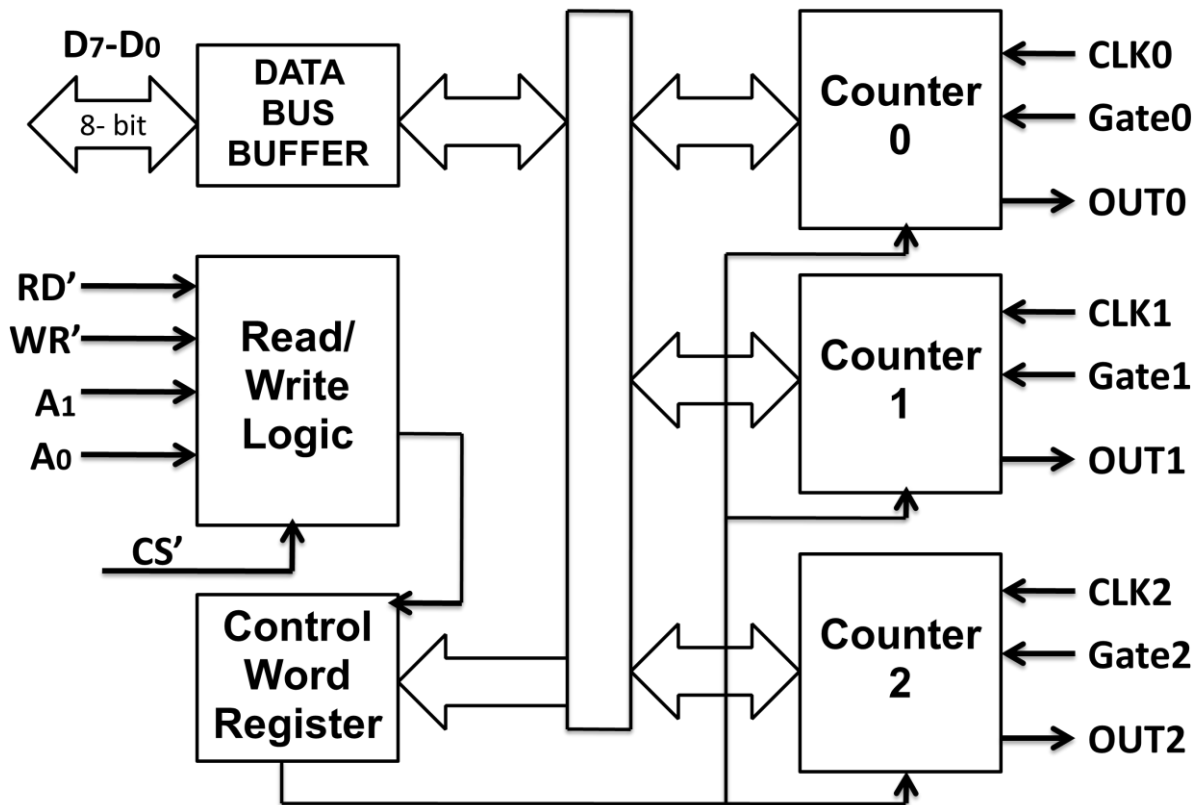 D7-D0
8- bit
DATA
BUS
BUFFER
RD’
WR’
A1
A0
CS’
Read/
Write
Logic
Control
Word
Register
Counter
0
CLK0
Gate0
OUT0
Counter
1
CLK1
Gate1
OUT1
Counter
2
CLK2
Gate2
OUT2